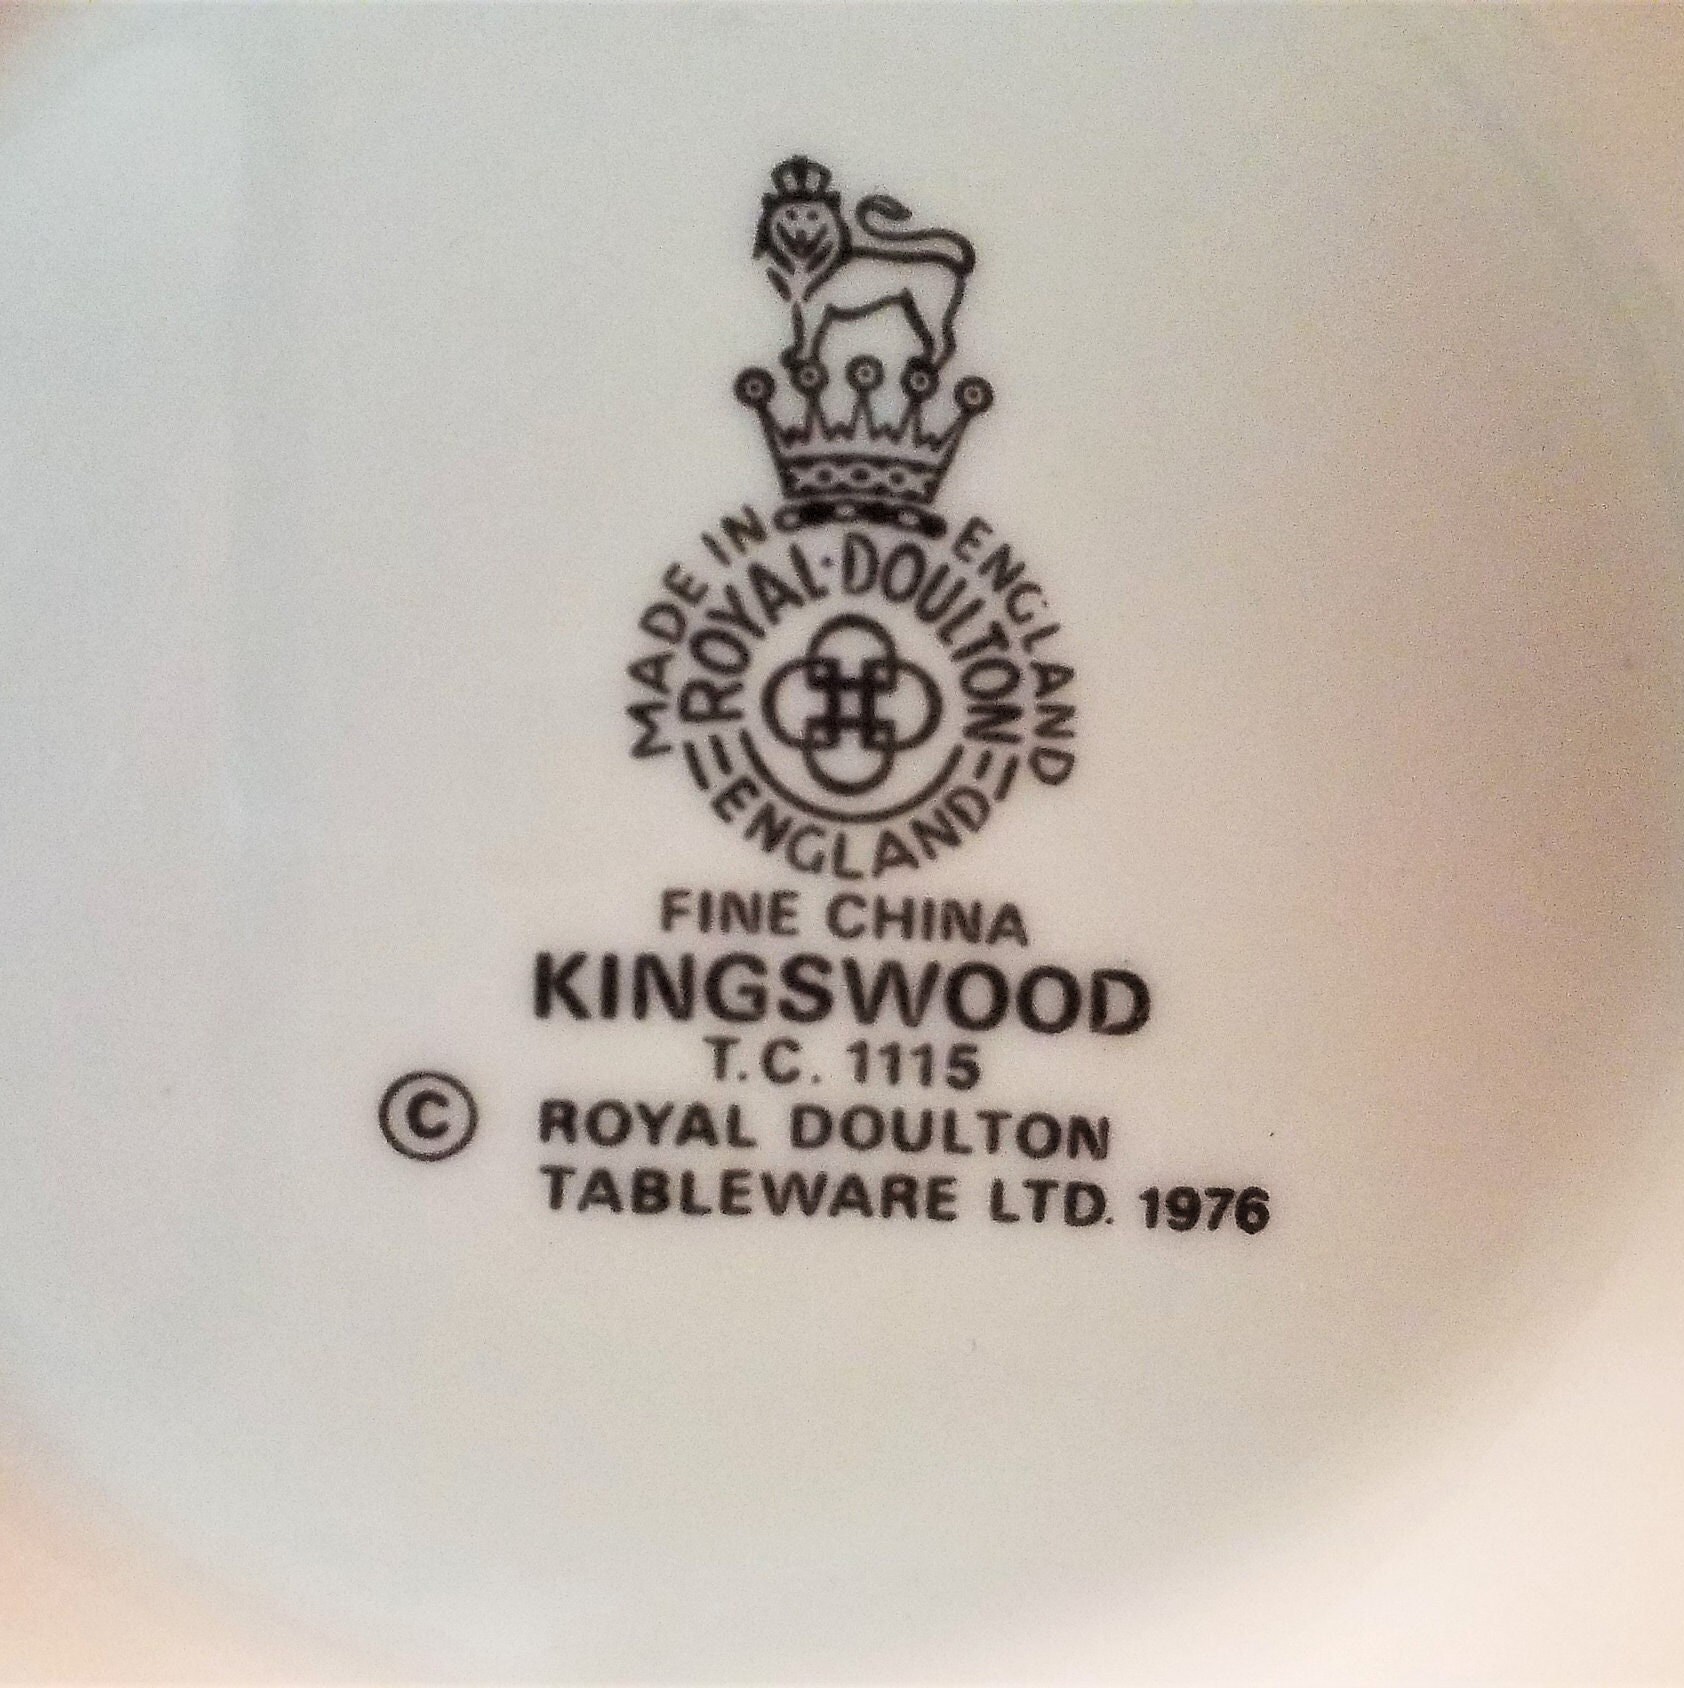 MADE IN ENGLAND
ROYAL·DOULTON
ENGLAND
FINE CHINA
KINGSWOOD
T.C. 1115
© ROYAL DOULTON
TABLEWARE LTD. 1976